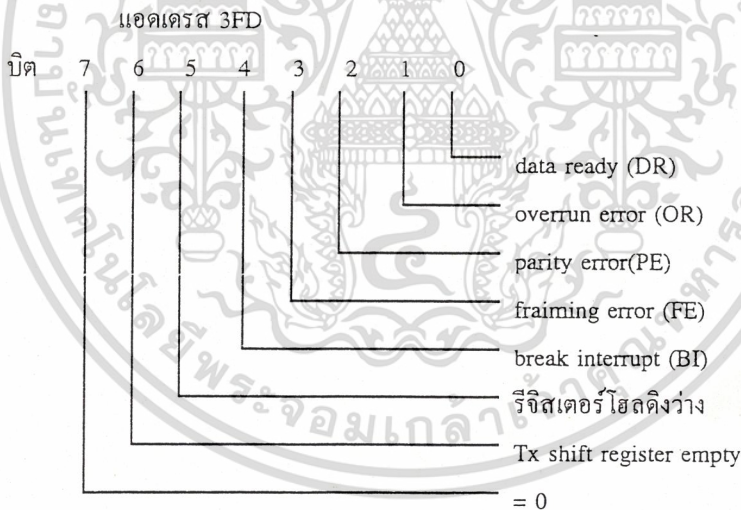 แอดเดรส 3FD
บิต 7 6 5 4 3 2 1 0
data ready (DR)
overrun error (OR)
parity error(PE)
fraiming error (FE)
break interrupt (BI)
รีจิสเตอร์โฮลดิงว่าง
Tx shift register empty
= 0